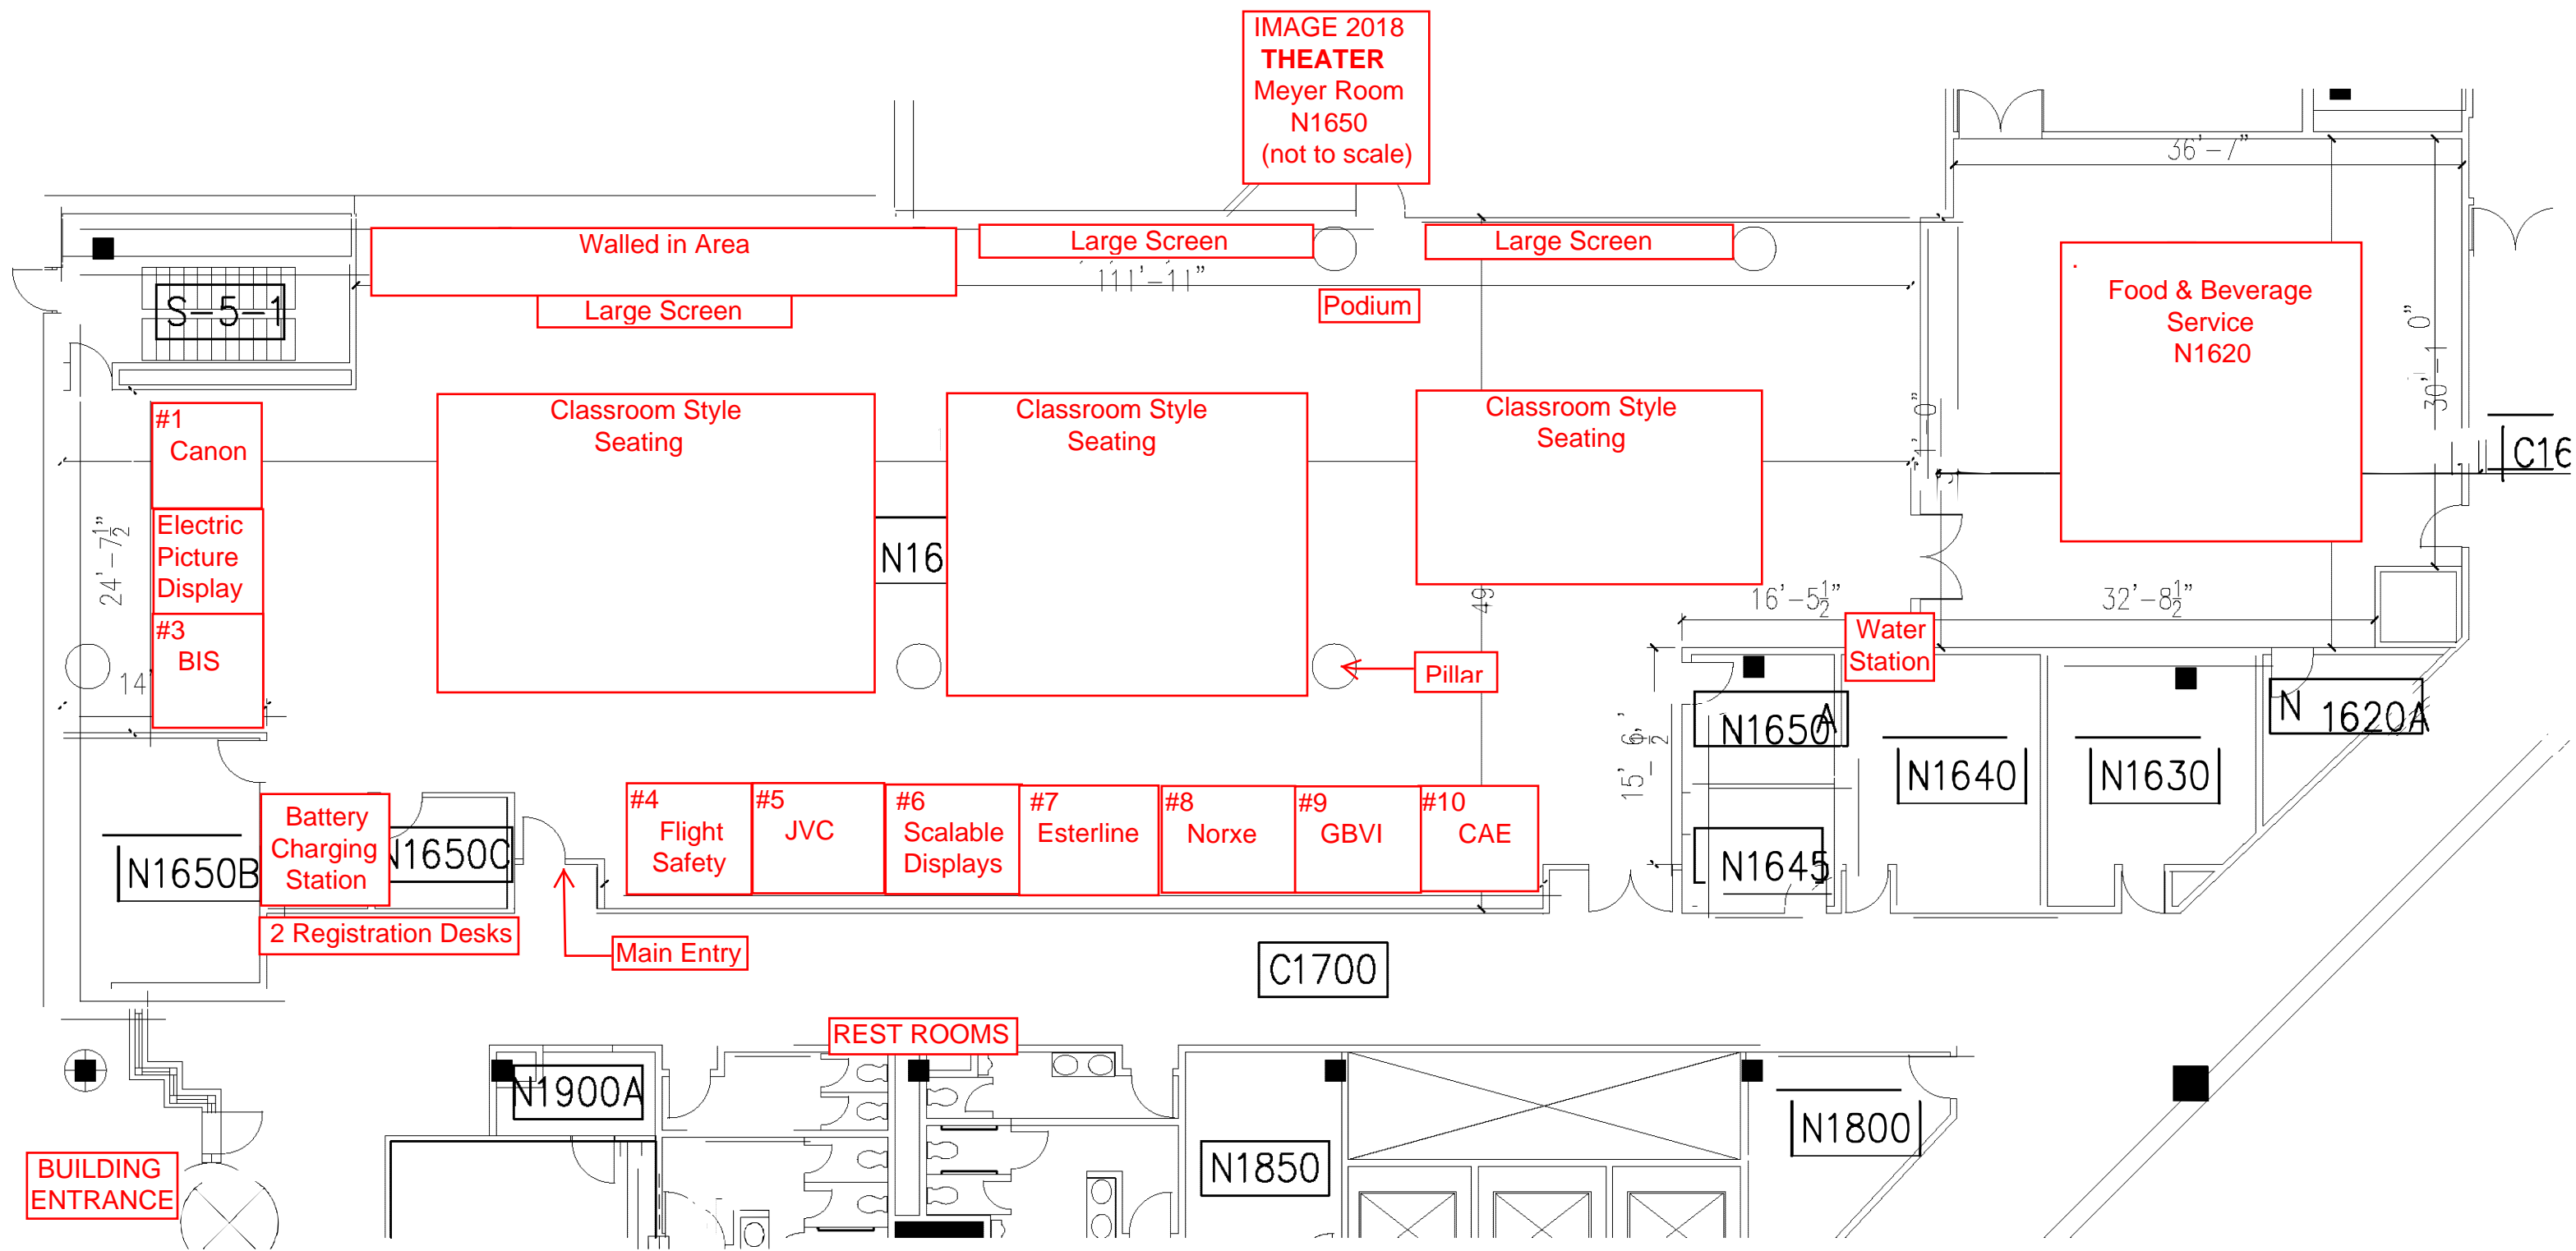 IMAGE 2018
THEATER
Meyer Room
N1650
(not to scale)
36'-7"
Walled in Area
Large Screen
Large Screen
111'-11"
Large Screen
Podium
S-5-1
Food & Beverage
Service
N1620
30'-1 0"
C16
#1
Canon
Classroom Style
Seating
Classroom Style
Seating
Classroom Style
Seating
Electric
Picture
Display
24'-7½"
N16
49
16'-5½"
32'-8½"
#3
BIS
14'
Water
Station
Pillar
15'-6½'
N1650A
N1640
N1630
N 1620A
#4
Flight
Safety
#5
JVC
#6
Scalable
Displays
#7
Esterline
#8
Norxe
#9
GBVI
#10
CAE
Battery
Charging
Station
N1650B
N1650C
N1645
2 Registration Desks
Main Entry
C1700
REST ROOMS
N1900A
N1850
N1800
BUILDING
ENTRANCE